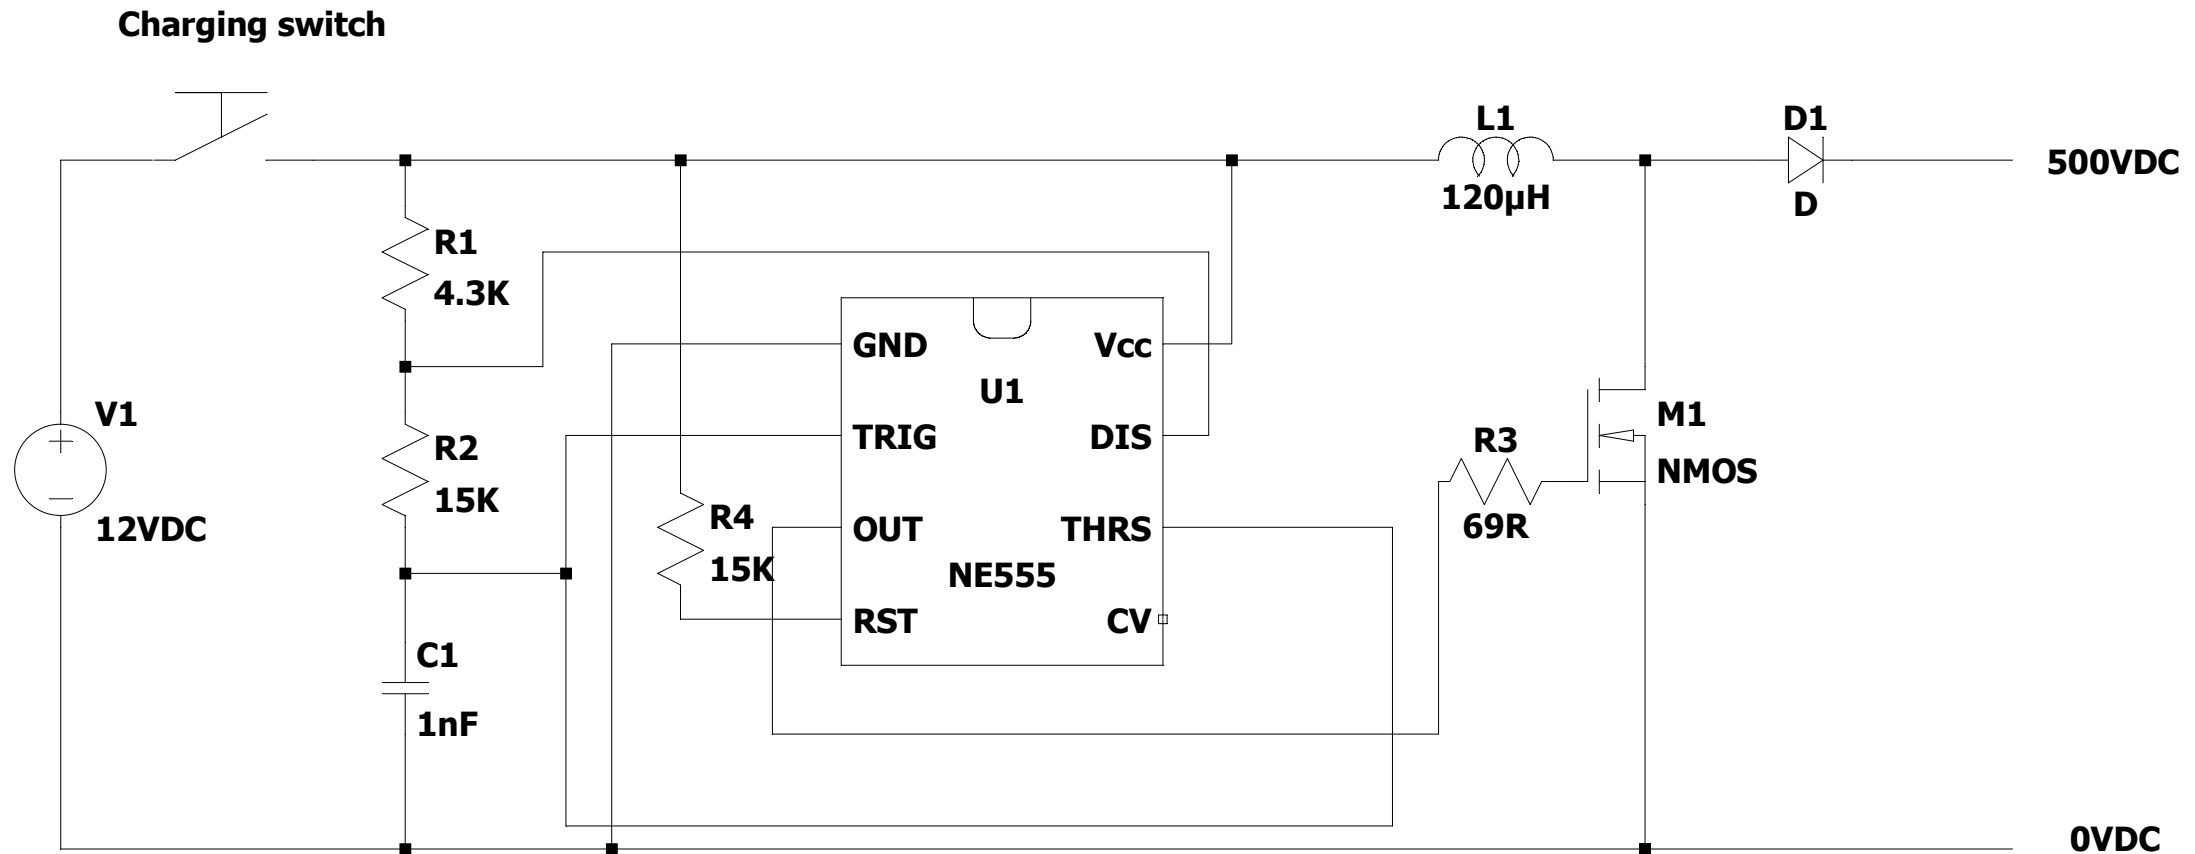 Charging switch
L1
120µH
D1
D
500VDC
R1
4.3K
GND
Vcc
U1
V1
12VDC
R2
15K
TRIG
DIS
M1
NMOS
R3
69R
R4
15K
OUT
THRS
NE555
RST
CV
C1
1nF
0VDC